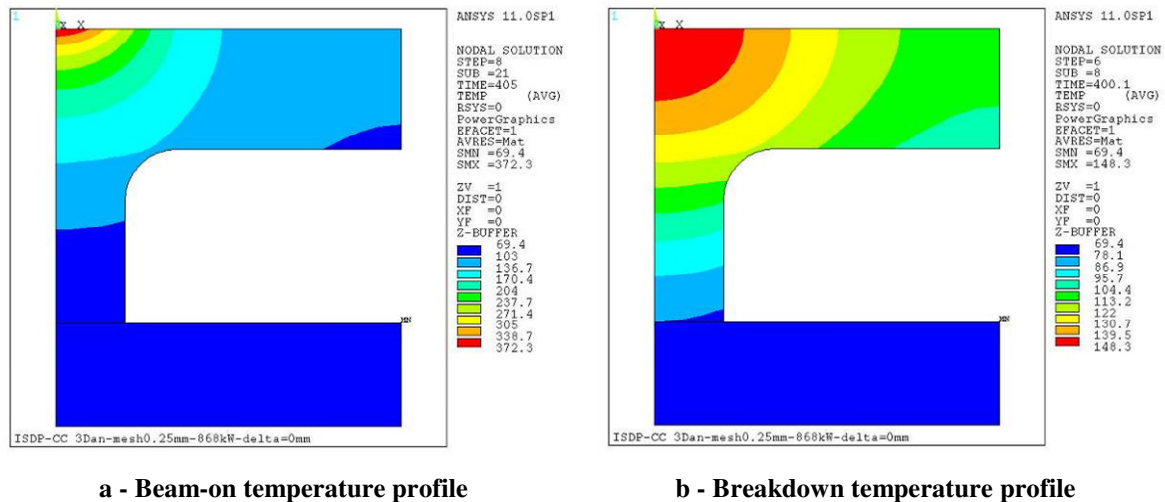 1
X X
ANSYS 11.0SP1
NODAL SOLUTION
STEP=8
SUB =21
TIME=405
TEMP (AVG)
RSYS=0
PowerGraphics
EFACET=1
AVRES=Mat
SMN =69.4
SMX =372.3
ZV =1
DIST=0
XF =0
YF =0
Z-BUFFER
69.4
103
136.7
170.4
204
237.7
271.4
305
338.7
372.3
MN
ISDP-CC 3Dan-mesh0.25mm-868kW-delta=0mm
1
X X
ANSYS 11.0SP1
NODAL SOLUTION
STEP=6
SUB =8
TIME=400.1
TEMP (AVG)
RSYS=0
PowerGraphics
EFACET=1
AVRES=Mat
SMN =69.4
SMX =148.3
ZV =1
DIST=0
XF =0
YF =0
Z-BUFFER
69.4
78.1
86.9
95.7
104.4
113.2
122
130.7
139.5
148.3
MN
ISDP-CC 3Dan-mesh0.25mm-868kW-delta=0mm
a - Beam-on temperature profile
b - Breakdown temperature profile